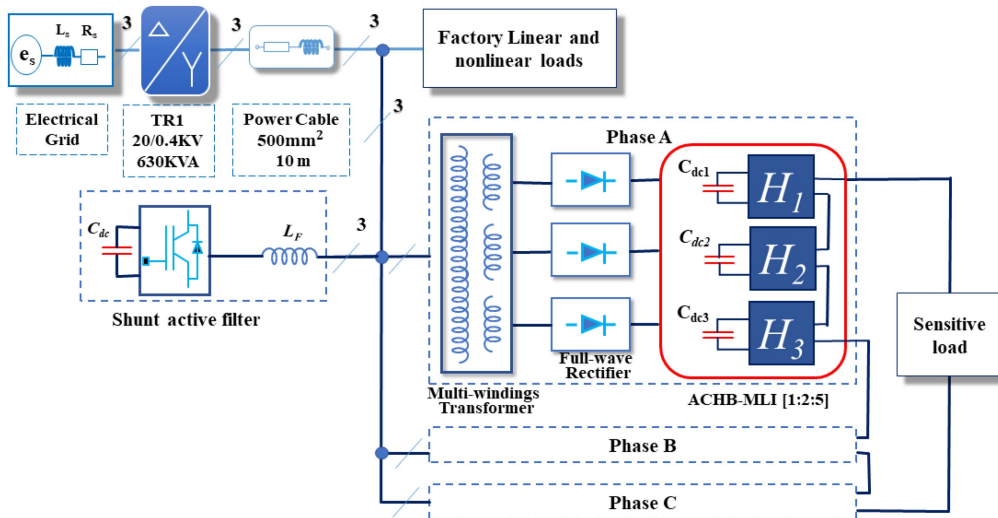 3
3
3
Lₛ Rₛ
eₛ
Δ
Y
Factory Linear and
nonlinear loads
Electrical
Grid
TR1
20/0.4KV
630KVA
Power Cable
500mm²
10 m
3
Phase A
C_dc1
H₁
C_dc
L_F
3
C_dc2
H₂
Shunt active filter
C_dc3
H₃
Sensitive
load
Full-wave
Rectifier
Multi-windings
Transformer
ACHB-MLI [1:2:5]
Phase B
Phase C